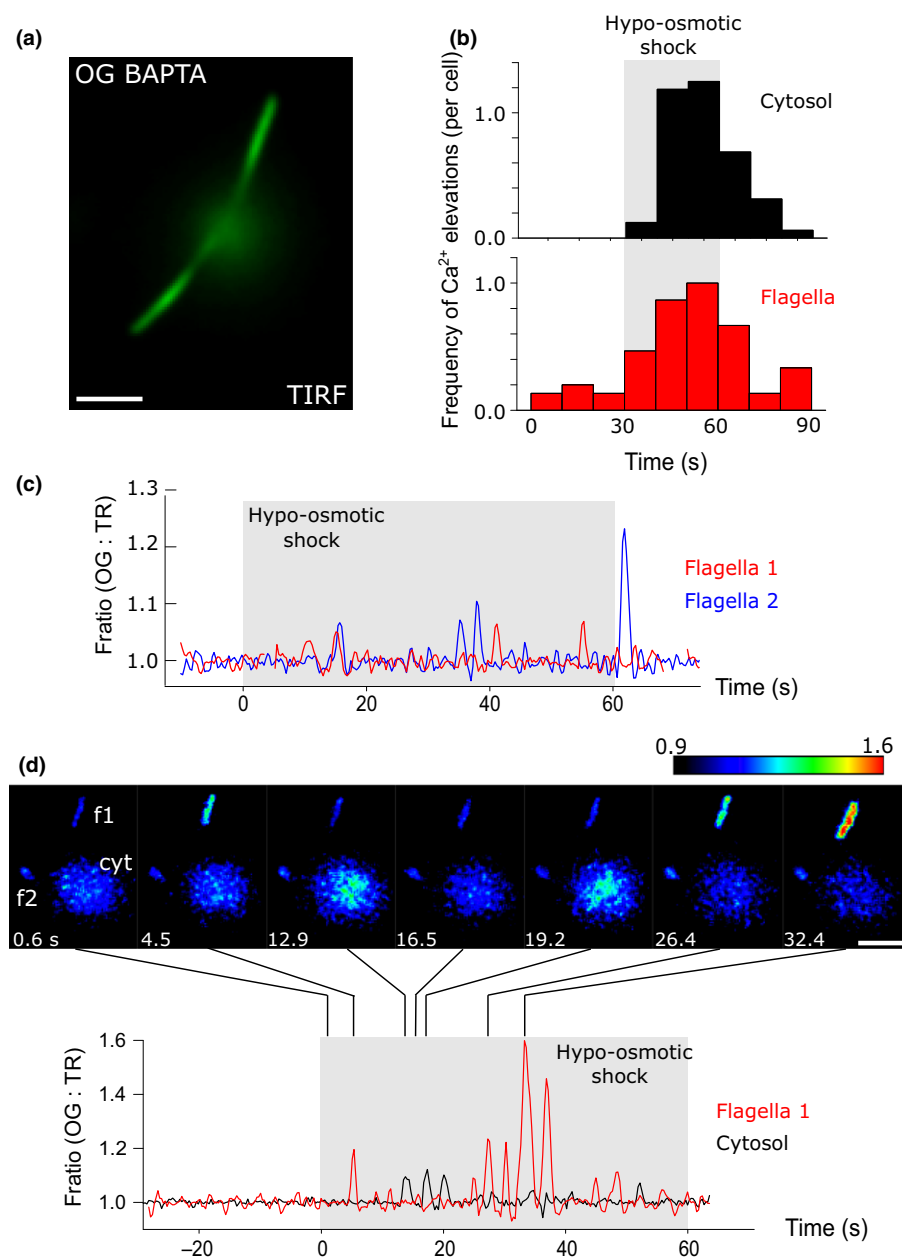 (a)
OG BAPTA
TIRF
(b)
Hypo-osmotic
shock
Frequency of Ca2+ elevations (per cell)
1.0
0.0
Cytosol
1.0
0.0
Flagella
0 30 60 90
Time (s)
(c)
Fratio (OG : TR)
1.3
1.2
1.1
1.0
Hypo-osmotic
shock
Flagella 1
Flagella 2
0 20 40 60
Time (s)
(d)
0.9 1.6
f1
cyt
f2
0.6 s 4.5 12.9 16.5 19.2 26.4 32.4
Fratio (OG : TR)
1.6
1.4
1.2
1.0
Hypo-osmotic
shock
Flagella 1
Cytosol
–20 0 20 40 60
Time (s)